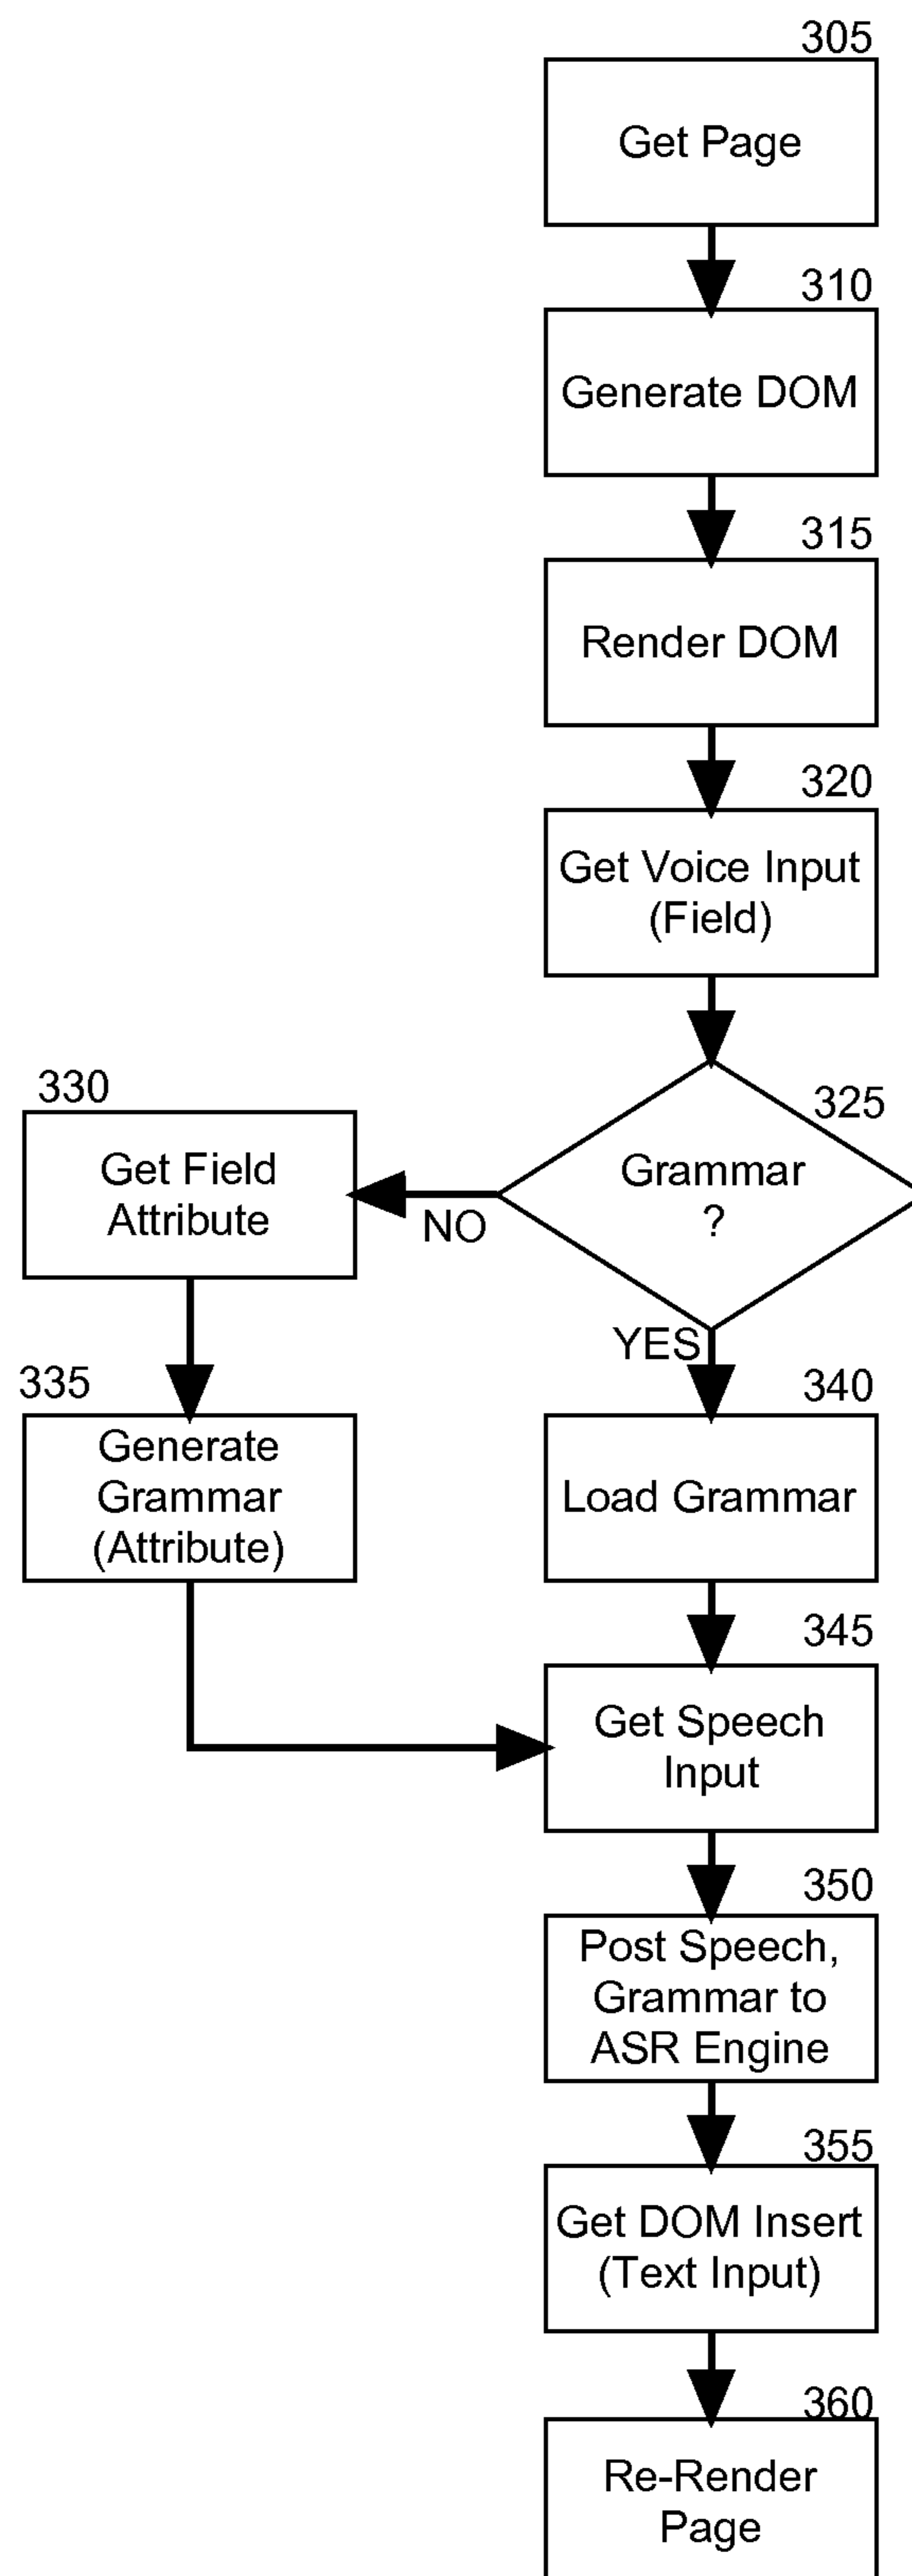 305
Get Page
310
Generate DOM
315
Render DOM
320
Get Voice Input
(Field)
325
Grammar
?
NO
YES
330
Get Field
Attribute
335
Generate
Grammar
(Attribute)
340
Load Grammar
345
Get Speech
Input
350
Post Speech,
Grammar to
ASR Engine
355
Get DOM Insert
(Text Input)
360
Re-Render
Page